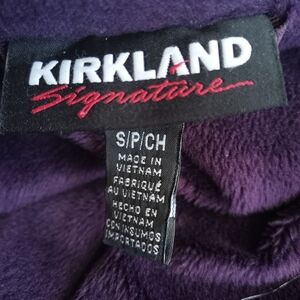 KIRKLAND
Signature
S/P/CH
MADE IN
VIETNAM
FABRIQUÉ
AU VIETNAM
HECHO EN
VIETNAM
CON INSUMOS
IMPORTADOS